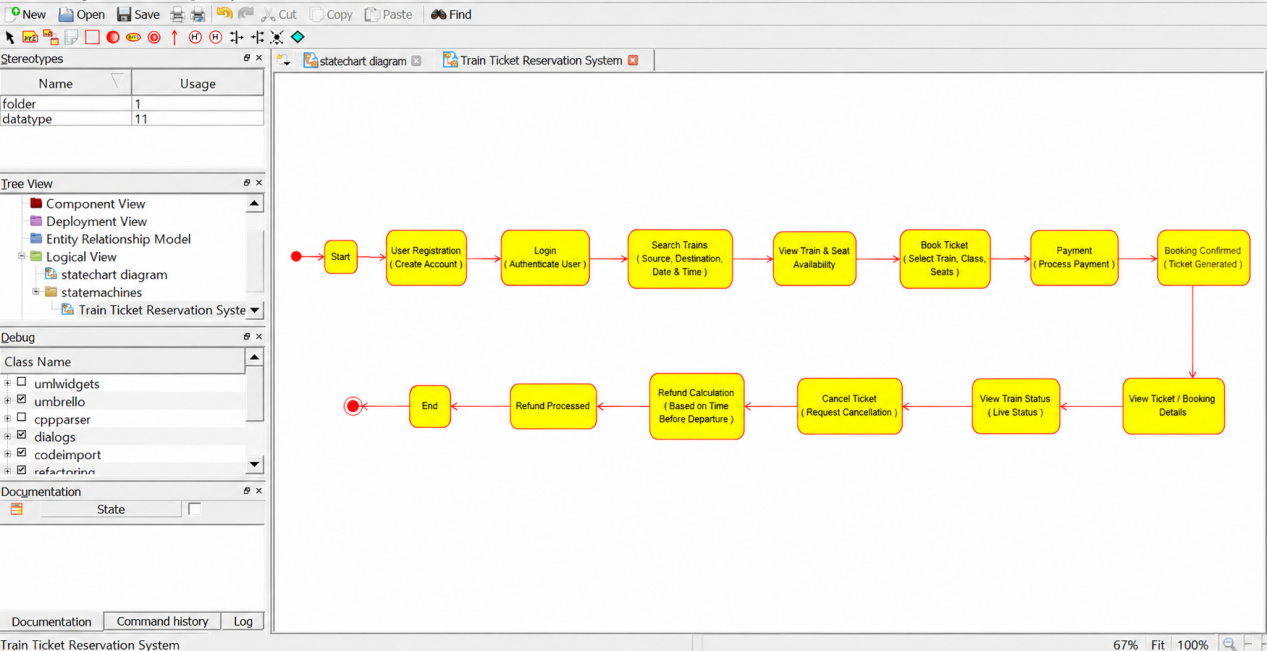 New Open Save Cut Copy Paste Find
Stereotypes
statechart diagram Train Ticket Reservation System
Name Usage
folder 1
datatype 11
Tree View
Component View
Deployment View
Entity Relationship Model
Logical View
statechart diagram
statemachines
Train Ticket Reservation Syste
Debug
Class Name
umlwidgets
umbrello
cppparser
dialogs
codeimport
refactoring
Documentation
State
Documentation Command history Log
Start
User Registration
( Create Account )
Login
( Authenticate User )
Search Trains
( Source, Destination,
Date & Time )
View Train & Seat
Availability
Book Ticket
( Select Train, Class,
Seats )
Payment
( Process Payment )
Booking Confirmed
( Ticket Generated )
End
Refund Processed
Refund Calculation
( Based on Time
Before Departure )
Cancel Ticket
( Request Cancellation )
View Train Status
( Live Status )
View Ticket / Booking
Details
Train Ticket Reservation System
67% Fit 100%